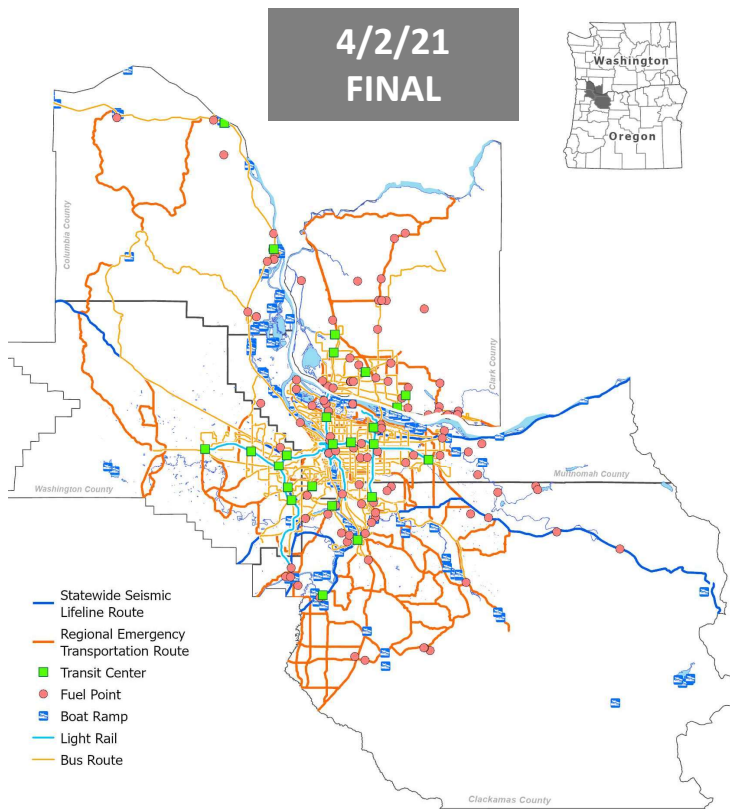 4/2/21
FINAL
Washington
Oregon
Columbia County
Clark County
Multnomah County
Washington County
Statewide Seismic
Lifeline Route
Regional Emergency
Transportation Route
Transit Center
Fuel Point
Boat Ramp
Light Rail
Bus Route
Clackamas County